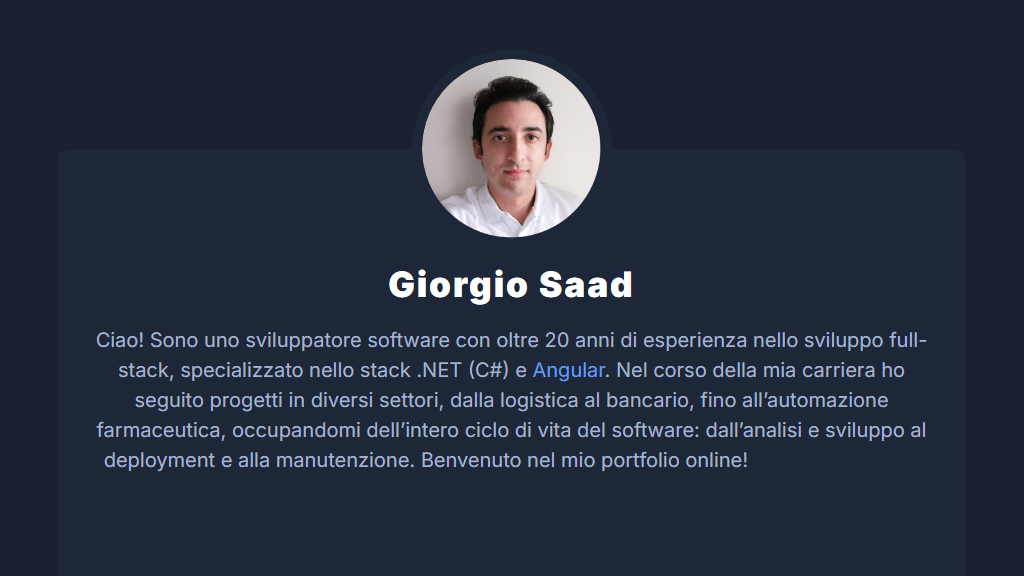 Giorgio Saad
Ciao! Sono uno sviluppatore software con oltre 20 anni di esperienza nello sviluppo full-
stack, specializzato nello stack .NET (C#) e Angular. Nel corso della mia carriera ho
seguito progetti in diversi settori, dalla logistica al bancario, fino all’automazione
farmaceutica, occupandomi dell’intero ciclo di vita del software: dall’analisi e sviluppo al
deployment e alla manutenzione. Benvenuto nel mio portfolio online!